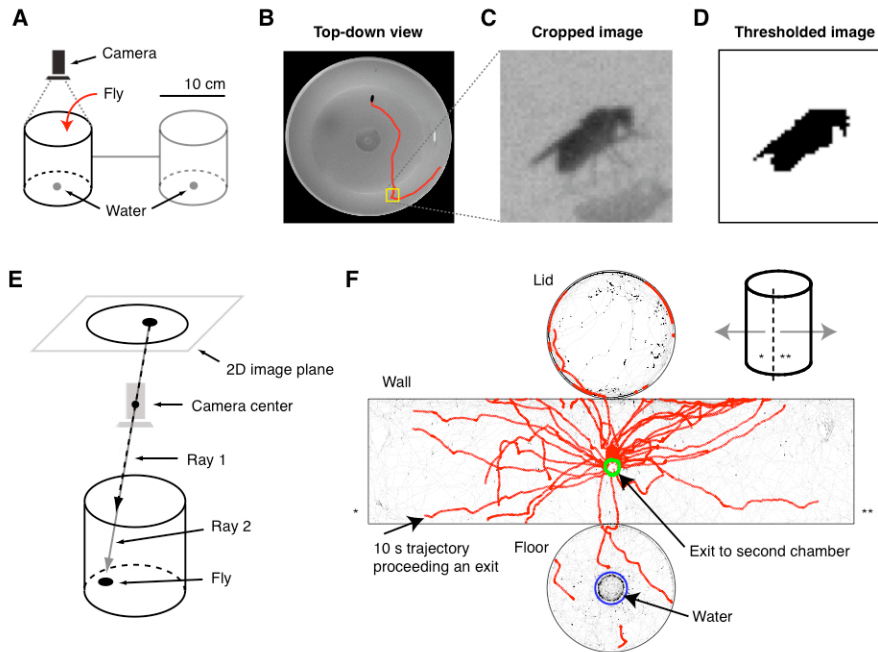 A
Camera
Fly
10 cm
Water
B
Top-down view
C
Cropped image
D
Thresholded image
E
2D image plane
Camera center
Ray 1
Ray 2
Fly
F
Lid
*
**
Wall
*
**
10 s trajectory
proceeding an exit
Floor
Exit to second chamber
Water